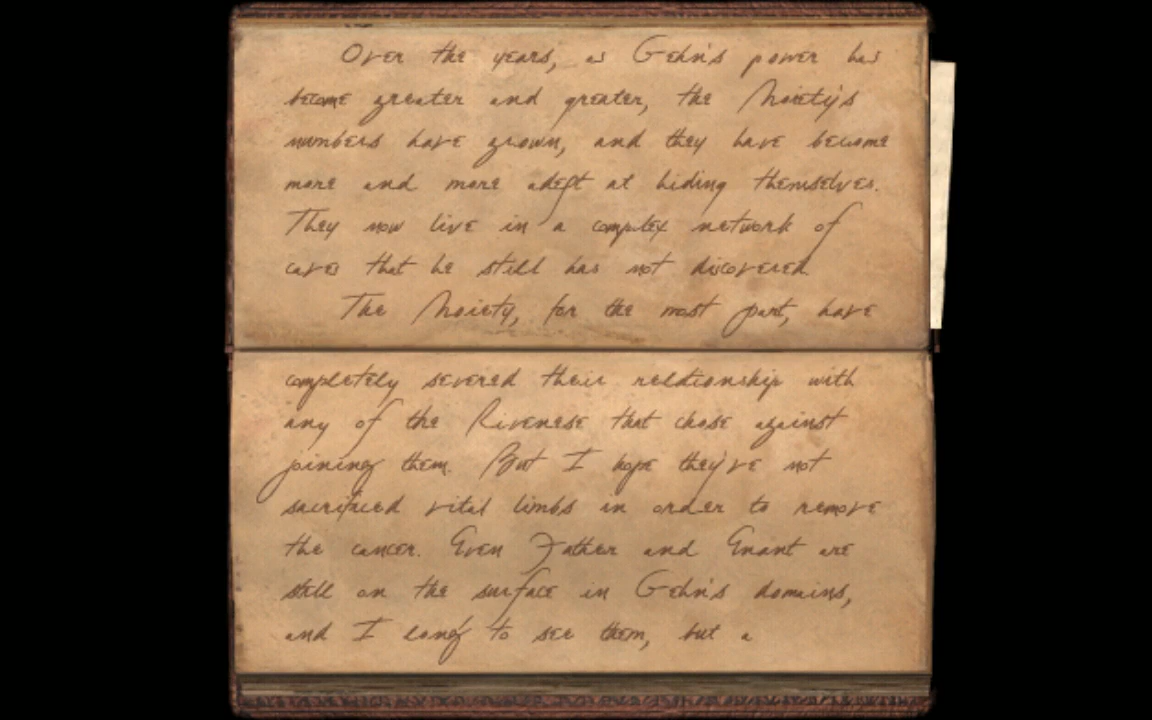 Over the years, as Gehn's power has
become greater and greater, the Moiety's
numbers have grown, and they have become
more and more adept at hiding themselves.
They now live in a complex network of
caves that he still has not discovered.
The Moiety, for the most part, have
completely severed their relationship with
any of the Rivenese that chose against
joining them. But I hope they've not
sacrificed vital limbs in order to remove
the cancer. Even Father and Enant are
still on the surface in Gehn's domains,
and I long to see them, but a